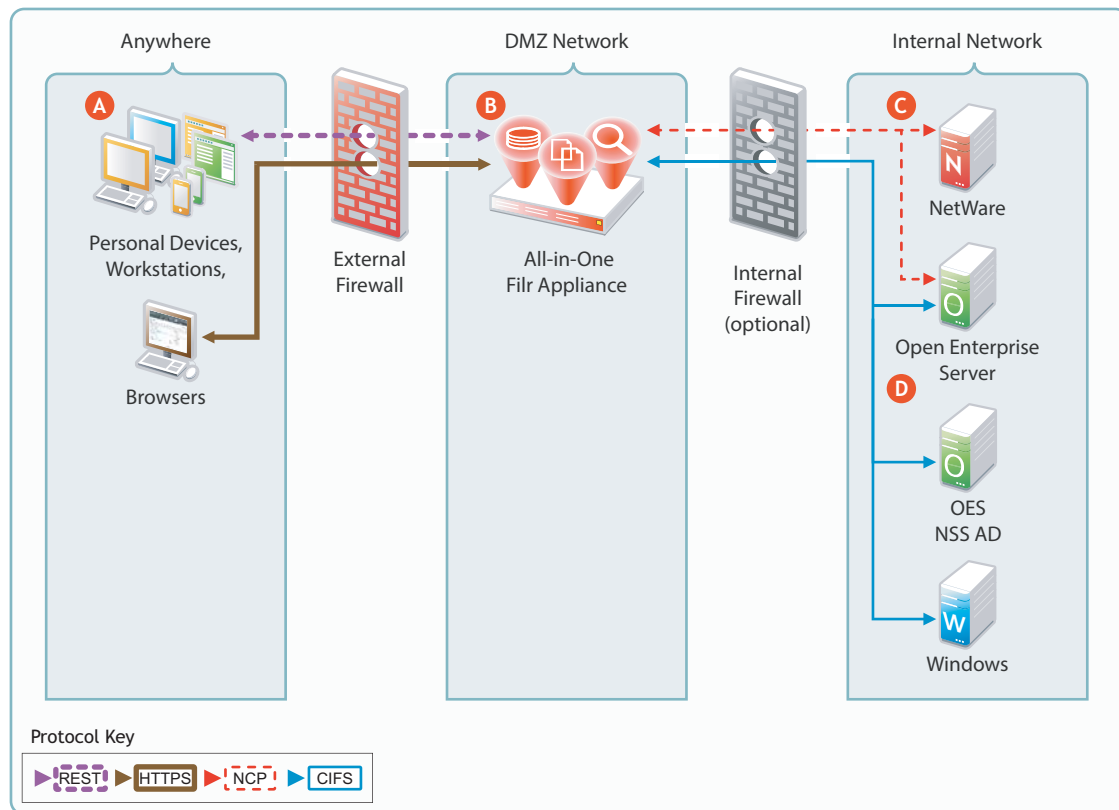 Anywhere
DMZ Network
Internal Network
A
B
C
N
NetWare
Personal Devices,
Workstations,
External
Firewall
All-in-One
Filr Appliance
Internal
Firewall
(optional)
O
Open Enterprise
Server
Browsers
D
O
OES
NSS AD
W
Windows
Protocol Key
REST
HTTPS
NCP
CIFS